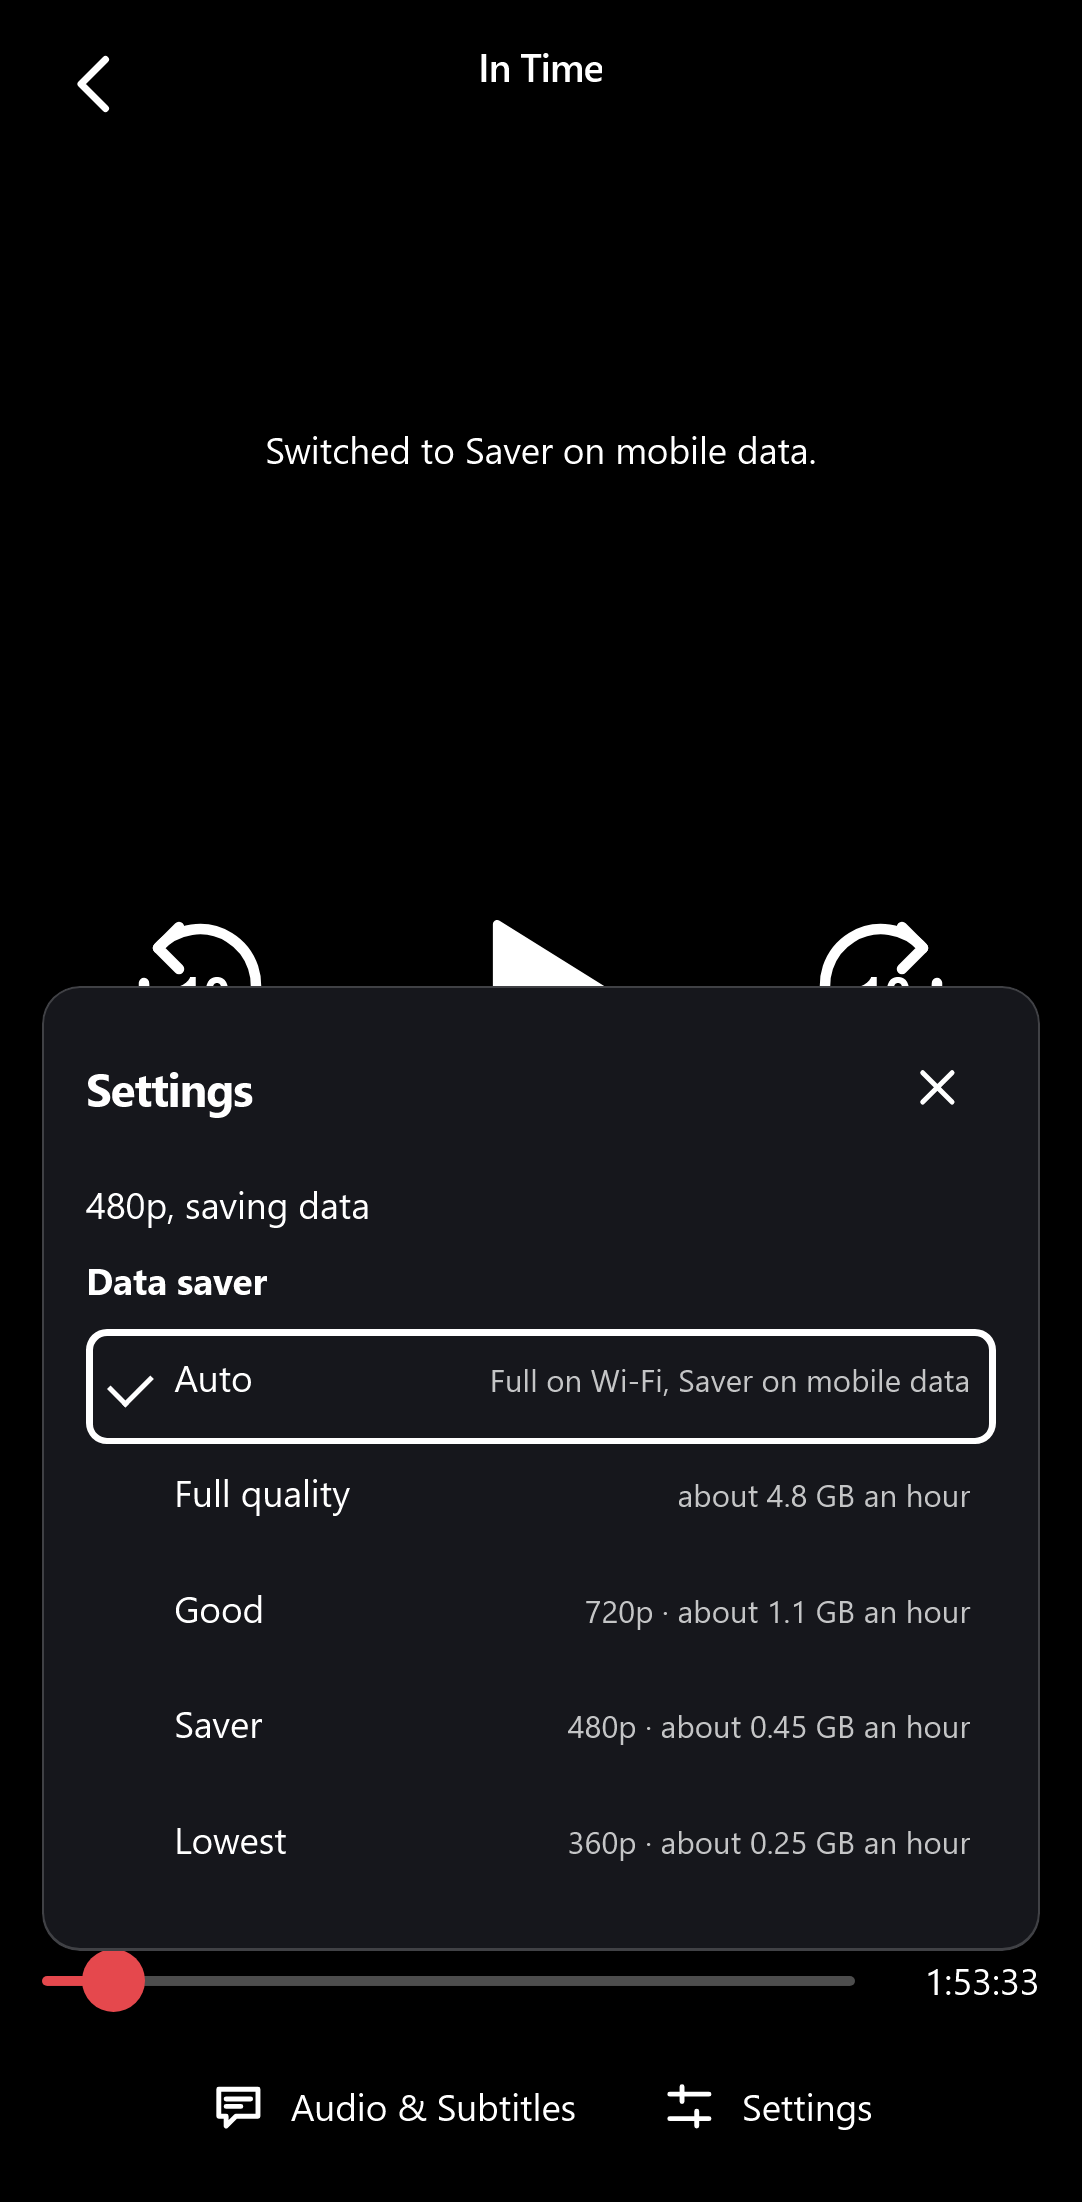 In Time
Switched to Saver on mobile data.
10 10
Settings
480p, saving data
Data saver
Auto Full on Wi-Fi, Saver on mobile data
Full quality about 4.8 GB an hour
Good 720p · about 1.1 GB an hour
Saver 480p · about 0.45 GB an hour
Lowest 360p · about 0.25 GB an hour
1:53:33
Audio & Subtitles Settings